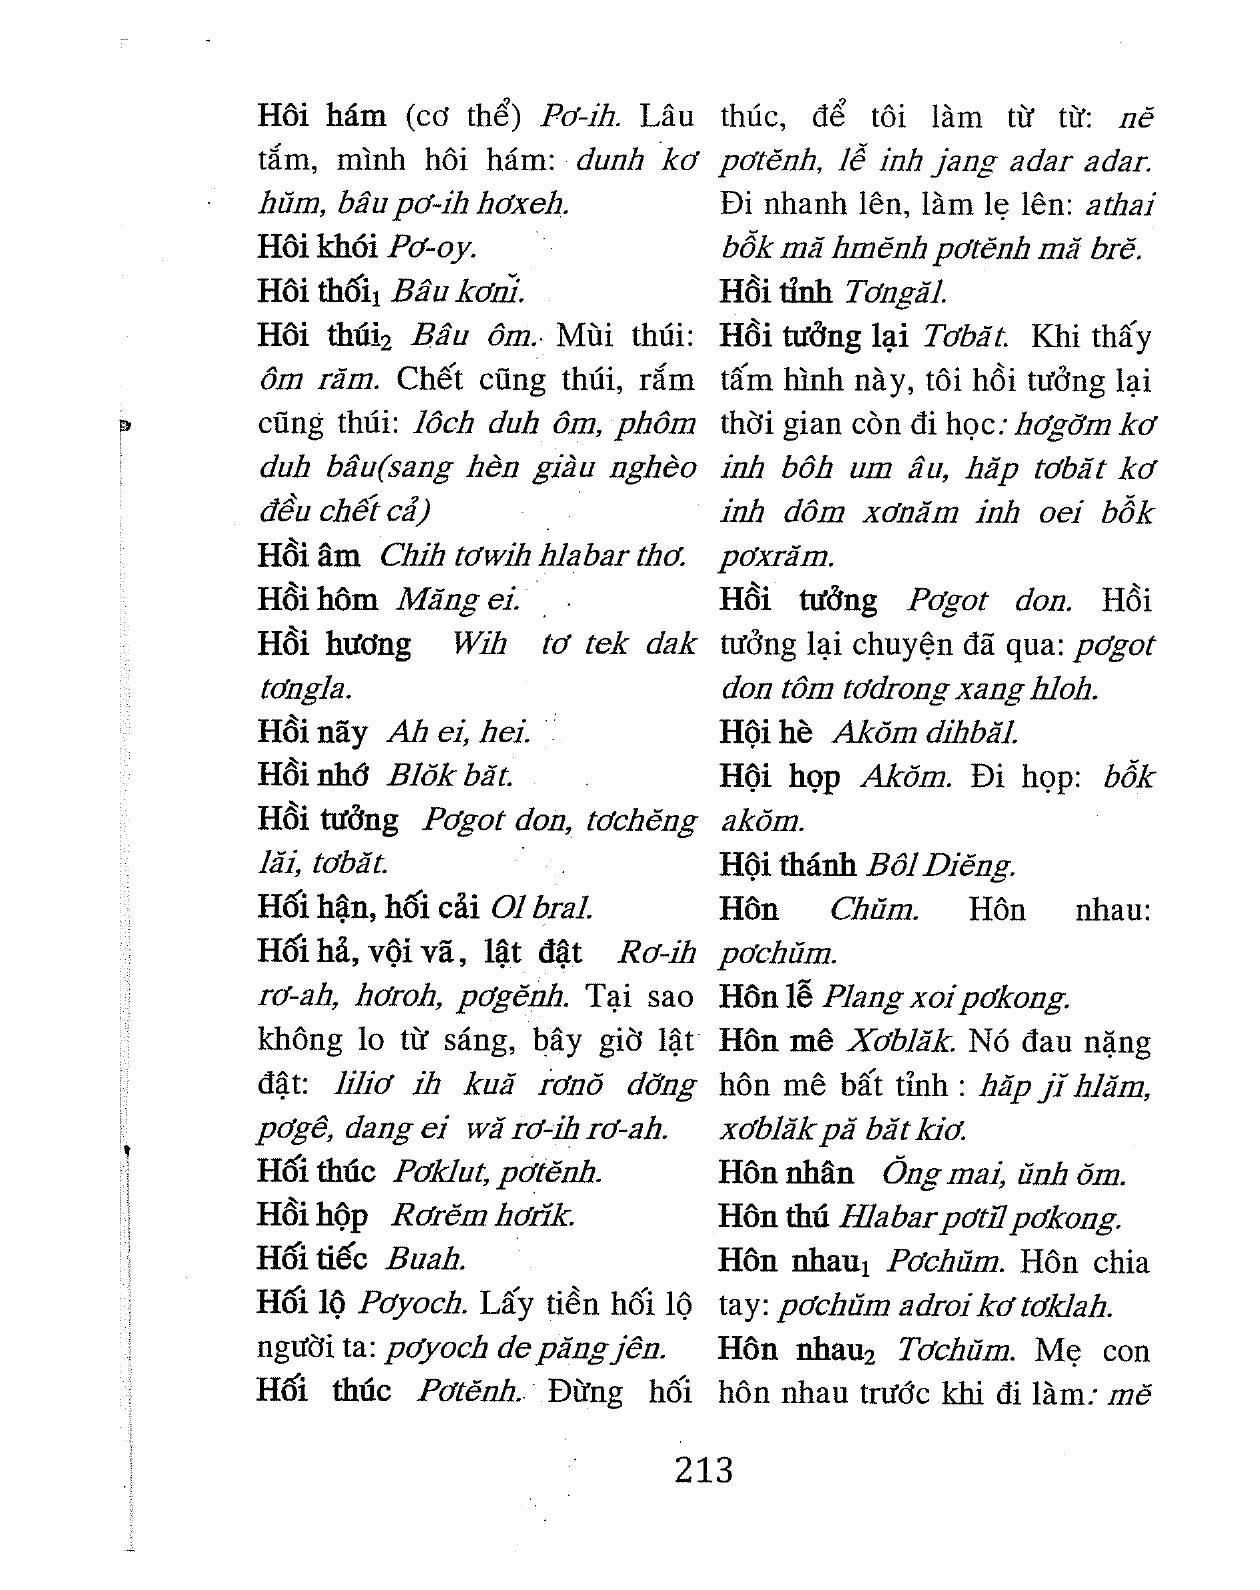 Hôi hám (cơ thể) Pơ-ih. Lâu
tắm, mình hôi hám: dunh kơ
hŭm, bâu pơ-ih hơxeh.
Hôi khói Pơ-oy.
Hôi thối₁ Bâu kơnĭ.
Hôi thúi₂ Bâu ôm. Mùi thúi:
ôm răm. Chết cũng thúi, rắm
cũng thúi: lôch duh ôm, phôm
duh bâu(sang hèn giàu nghèo
đều chết cả)
Hồi âm Chih tơwih hlabar thơ.
Hồi hôm Măng ei.
Hồi hương Wih tơ tek dak
tơngla.
Hồi nãy Ah ei, hei.
Hồi nhớ Blŏk băt.
Hồi tưởng Pơgot don, tơchĕng
lăi, tơbăt.
Hối hận, hối cải Ol bral.
Hối hả, vội vã, lật đật Rơ-ih
rơ-ah, hơroh, pơgĕnh. Tại sao
không lo từ sáng, bây giờ lật
đật: liliơ ih kuă rơnŏ dơ̆ng
pơgê, dang ei wă rơ-ih rơ-ah.
Hối thúc Pơklut, pơtĕnh.
Hồi hộp Rơrĕm hơrĭk.
Hối tiếc Buah.
Hối lộ Pơyoch. Lấy tiền hối lộ
người ta: pơyoch de păng jên.
Hối thúc Pơtĕnh. Đừng hối
thúc, để tôi làm từ từ: nĕ
pơtĕnh, lễ inh jang adar adar.
Đi nhanh lên, làm lẹ lên: athai
bô̆k mă hmĕnh pơtĕnh mă brĕ.
Hồi tỉnh Tơngăl.
Hồi tưởng lại Tơbăt. Khi thấy
tấm hình này, tôi hồi tưởng lại
thời gian còn đi học: hơgơ̆m kơ
inh bôh um âu, hăp tơbăt kơ
inh dôm xơnăm inh oei bô̆k
pơxrăm.
Hồi tưởng Pơgot don. Hồi
tưởng lại chuyện đã qua: pơgot
don tôm tơdrong xang hloh.
Hội hè Akŏm dihbăl.
Hội họp Akŏm. Đi họp: bô̆k
akŏm.
Hội thánh Bôl Diĕng.
Hôn Chŭm. Hôn nhau:
pơchŭm.
Hôn lễ Plang xoi pơkong.
Hôn mê Xơblăk. Nó đau nặng
hôn mê bất tỉnh : hăp jĭ hlăm,
xơblăk pă băt kiơ.
Hôn nhân Ŏng mai, ŭnh ŏm.
Hôn thú Hlabar pơtĭl pơkong.
Hôn nhau₁ Pơchŭm. Hôn chia
tay: pơchŭm adroi kơ tơklah.
Hôn nhau₂ Tơchŭm. Mẹ con
hôn nhau trước khi đi làm: mĕ
213